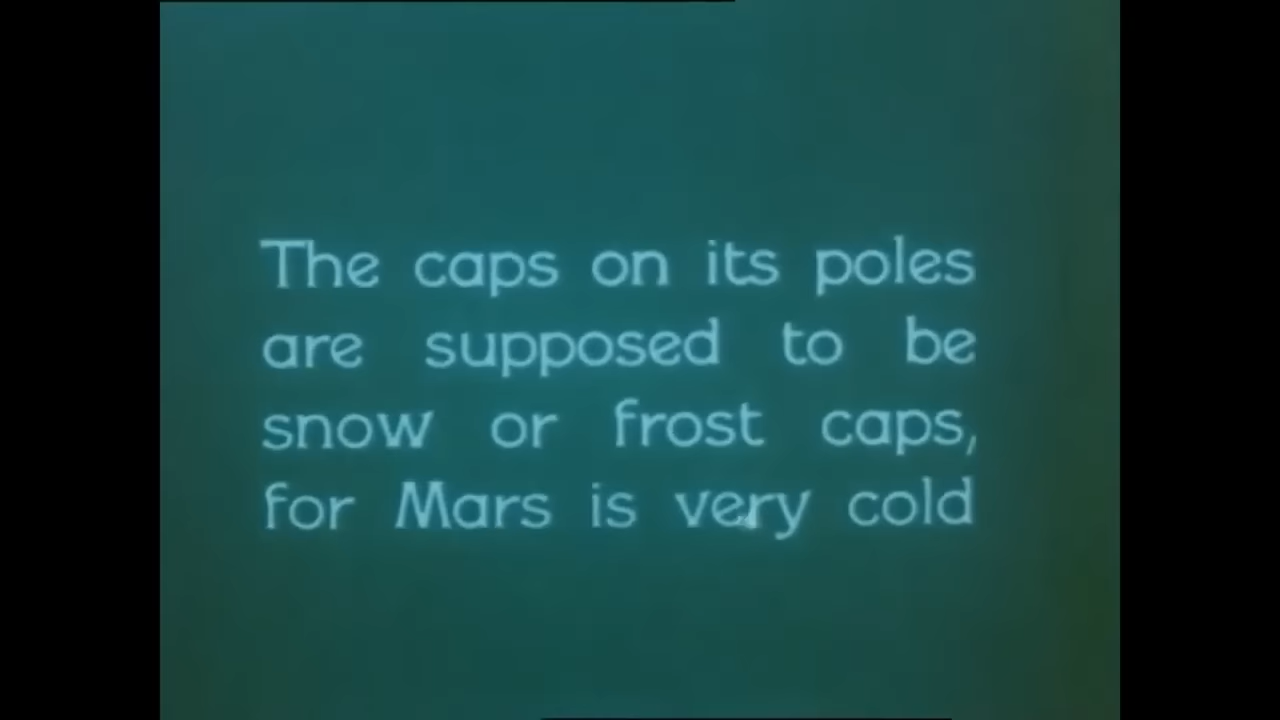 The caps on its poles
are supposed to be
snow or frost caps,
for Mars is very cold